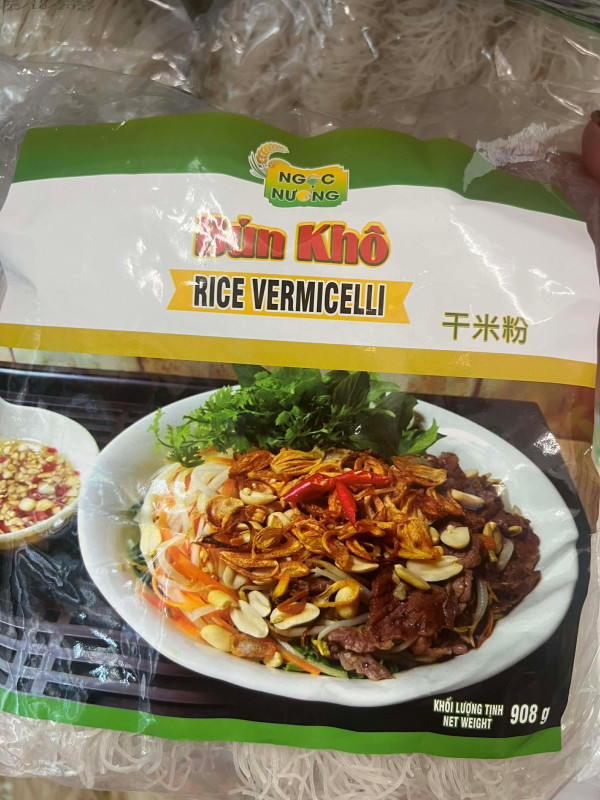 NGỌC
NƯƠNG
Bún Khô
RICE VERMICELLI
干米粉
KHỐI LƯỢNG TỊNH
NET WEIGHT
908 g